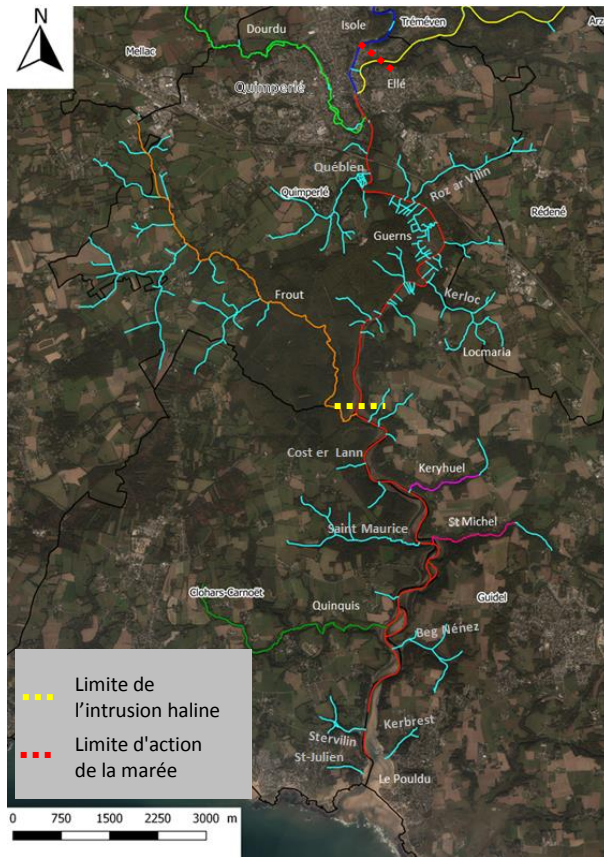 N
Isole
Tréméven
Arz
Dourdu
Mellac
Quimperlé
Ellé
Québlen
Roz ar Vilin
Quimperlé
Rédené
Guerns
Kerloc
Frout
Locmaria
Cost er Lann
Keryhuel
St Michel
Saint Maurice
Clohars-Carnoët
Quinquis
Guidel
Beg Nénez
Limite de
l'intrusion haline
Limite d'action
de la marée
Kerbrest
Stervilin
St-Julien
Le Pouldu
0 750 1500 2250 3000 m